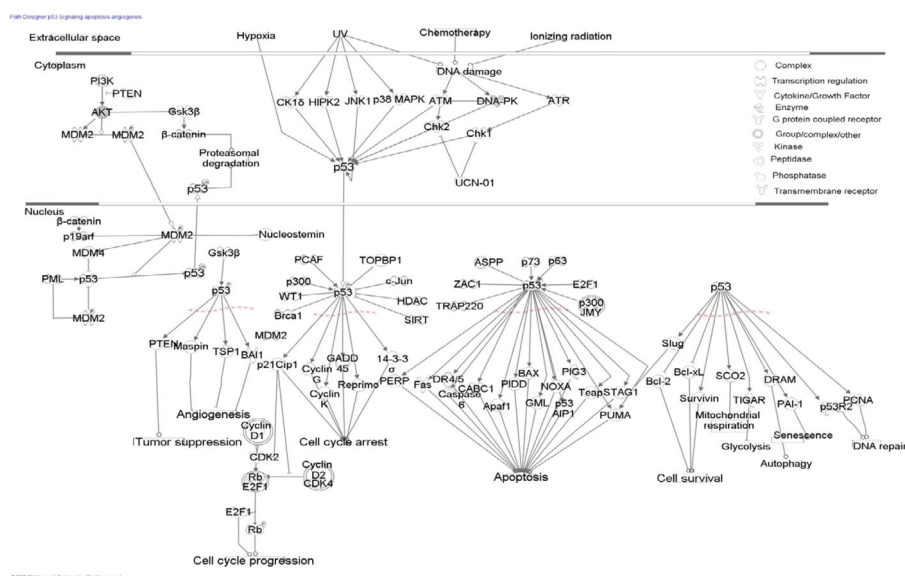 Path Designer p53 Signaling-apoptosis-angiogenes
Extracellular space
Hypoxia
UV
Chemotherapy
Ionizing radiation
Cytoplasm
DNA damage
PI3K
PTEN
AKT
Gsk3β
MDM2
MDM2
β-catenin
Proteasomal
degradation
p53
CK1δ
HIPK2
JNK1
p38 MAPK
ATM
DNA-PK
ATR
Chk2
Chk1
p53
UCN-01
Complex
Transcription regulation
Cytokine/Growth Factor
Enzyme
G protein coupled receptor
Group/complex/other
Kinase
Peptidase
Phosphatase
Transmembrane receptor
Nucleus
β-catenin
p19arf
MDM2
Nucleostemin
MDM4
PML
p53
p53
MDM2
Gsk3β
p53
PTEN
Maspin
TSP1
BAI1
Angiogenesis
Tumor suppression
PCAF
TOPBP1
p300
c-Jun
WT1
p53
HDAC
Brca1
SIRT
MDM2
p21Cip1
Cyclin
G
GADD
45
14-3-3
σ
Cyclin
K
Reprimo
Cell cycle arrest
Cyclin
D1
CDK2
Cyclin
D2
CDK4
Rb
E2F1
E2F1
Rb
Cell cycle progression
ASPP
p73
p63
ZAC1
p53
E2F1
TRAP220
p300
JMY
PERP
Fas
DR4/5
Caspase
6
CABC1
Apaf1
PIDD
BAX
GML
NOXA
p53
AIP1
PIG3
Teap
STAG1
PUMA
Apoptosis
p53
Slug
Bcl-2
Bcl-xL
Survivin
SCO2
Mitochondrial
respiration
TIGAR
Glycolysis
DRAM
PAI-1
Senescence
Autophagy
p53R2
PCNA
DNA repair
Cell survival